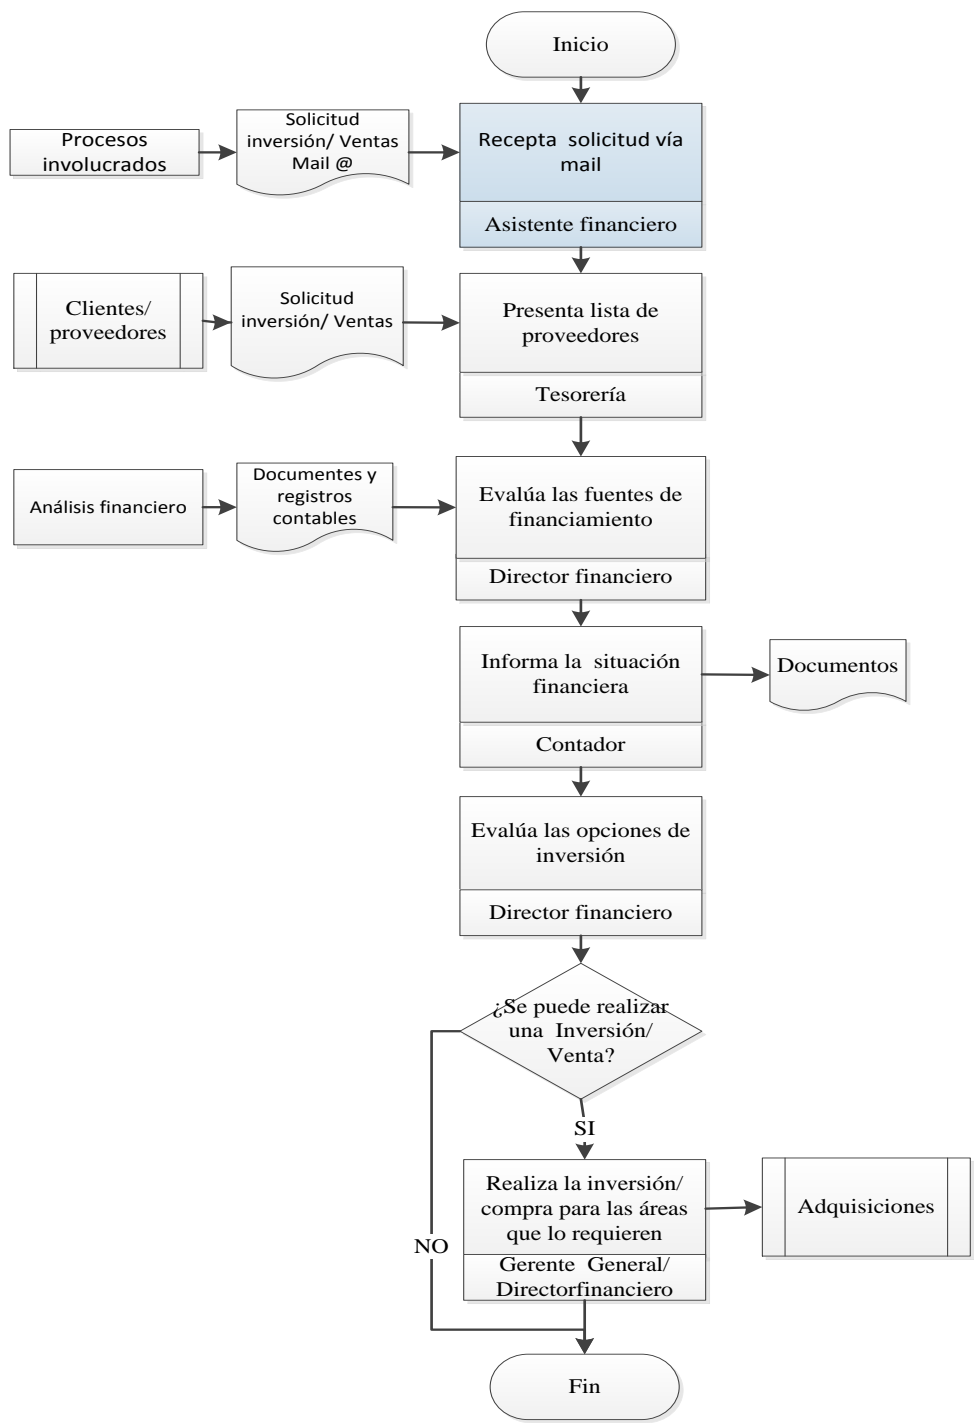 Inicio
Procesos
involucrados
Solicitud
inversión/ Ventas
Mail @
Recepta  solicitud vía
mail
Asistente financiero
Clientes/
proveedores
Solicitud
inversión/ Ventas
Presenta lista de
proveedores
Tesorería
Análisis financiero
Documentes y
registros
contables
Evalúa las fuentes de
financiamiento
Director financiero
Informa la  situación
financiera
Contador
Documentos
Evalúa las opciones de
inversión
Director financiero
¿Se puede realizar
una  Inversión/
Venta?
SI
NO
Realiza la inversión/
compra para las áreas
que lo requieren
Gerente  General/
Directorfinanciero
Adquisiciones
Fin